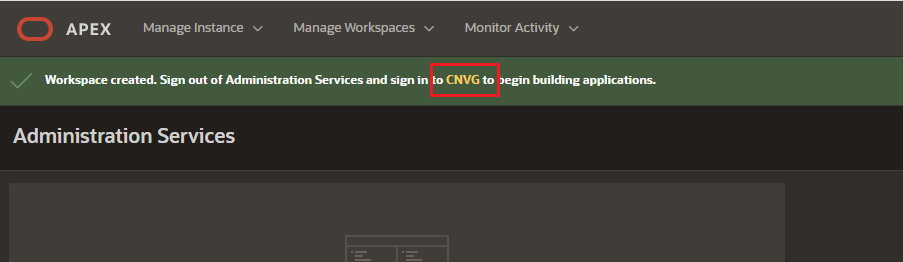 APEX Manage Instance Manage Workspaces Monitor Activity
Workspace created. Sign out of Administration Services and sign in to CNVG to begin building applications.
Administration Services